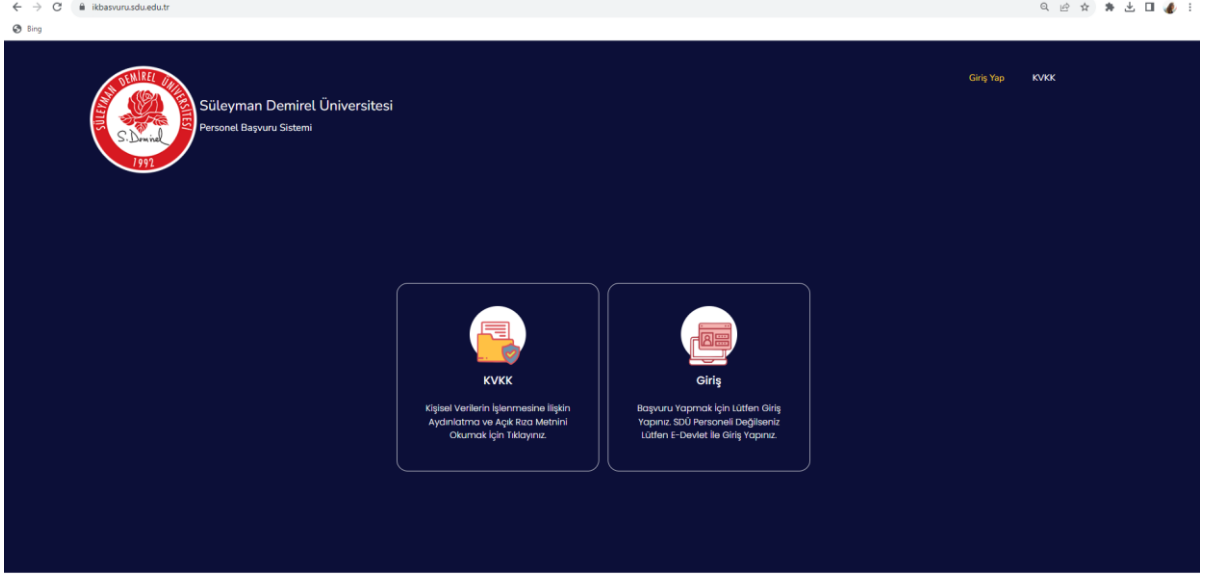 ikbasvuru.sdu.edu.tr
Bing
Giriş Yap KVKK
SÜLEYMAN DEMİREL ÜNİVERSİTESİ
S. Demirel
1992
Süleyman Demirel Üniversitesi
Personel Başvuru Sistemi
KVKK
Kişisel Verilerin İşlenmesine İlişkin
Aydınlatma ve Açık Rıza Metnini
Okumak İçin Tıklayınız.
Giriş
Başvuru Yapmak İçin Lütfen Giriş
Yapınız. SDÜ Personeli Değilseniz
Lütfen E-Devlet İle Giriş Yapınız.